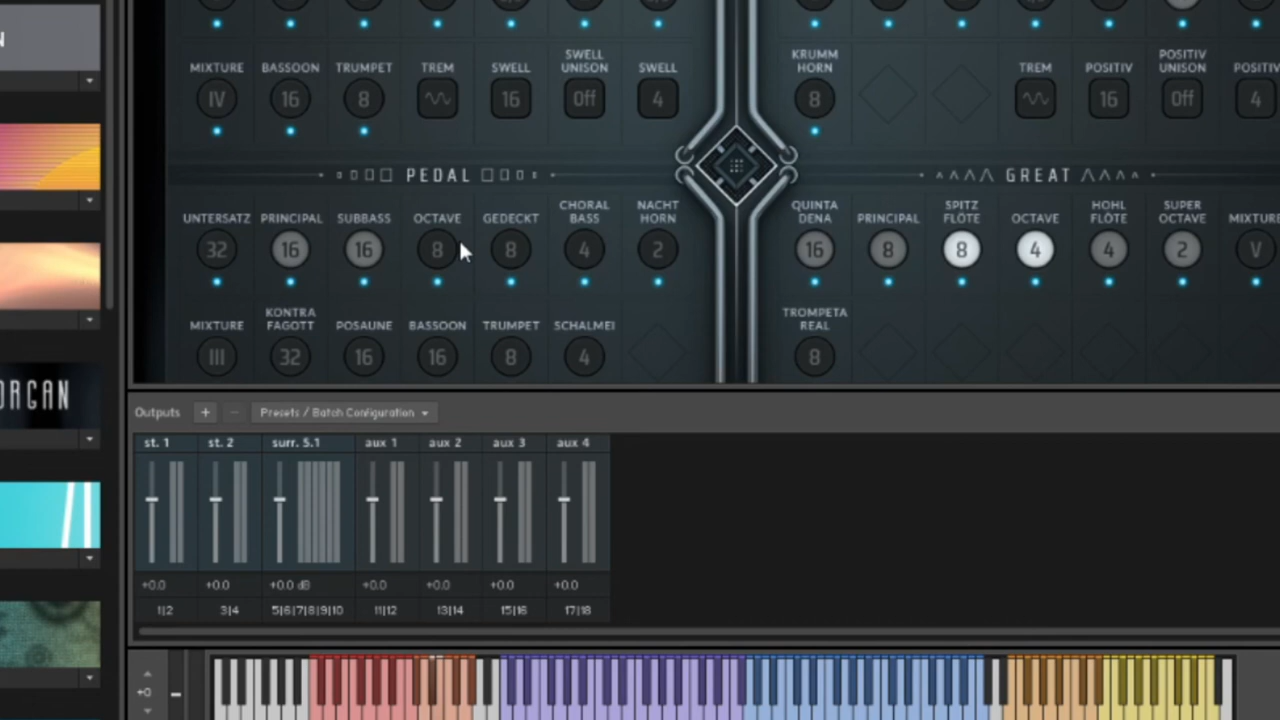 N
MIXTURE BASSOON TRUMPET TREM SWELL SWELL UNISON SWELL
IV 16 8 16 Off 4
KRUMM HORN TREM POSITIV POSITIV UNISON POSITIV
8 16 Off 4
PEDAL
UNTERSATZ PRINCIPAL SUBBASS OCTAVE GEDECKT CHORAL BASS NACHT HORN
32 16 16 8 8 4 2
MIXTURE KONTRA FAGOTT POSAUNE BASSOON TRUMPET SCHALMEI
III 32 16 16 8 4
GREAT
QUINTA DENA PRINCIPAL SPITZ FLÖTE OCTAVE HOHL FLÖTE SUPER OCTAVE MIXTURE
16 8 8 4 4 2 V
TROMPETA REAL
8
ORGAN
Outputs + − Presets / Batch Configuration
st. 1 st. 2 surr. 5.1 aux 1 aux 2 aux 3 aux 4
+0.0 +0.0 +0.0 dB +0.0 +0.0 +0.0 +0.0
1|2 3|4 5|6|7|8|9|10 11|12 13|14 15|16 17|18
+0